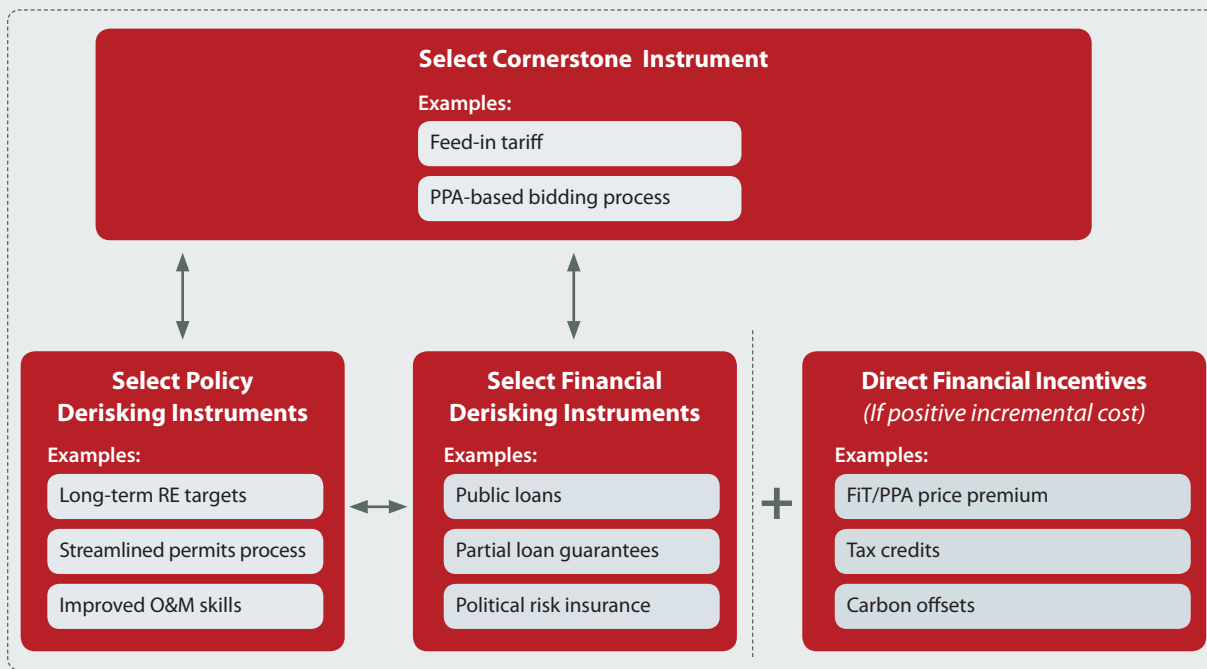 Select Cornerstone Instrument
Examples:
Feed-in tariff
PPA-based bidding process
Select Policy
Derisking Instruments
Examples:
Long-term RE targets
Streamlined permits process
Improved O&M skills
Select Financial
Derisking Instruments
Examples:
Public loans
Partial loan guarantees
Political risk insurance
+
Direct Financial Incentives
(If positive incremental cost)
Examples:
FiT/PPA price premium
Tax credits
Carbon offsets